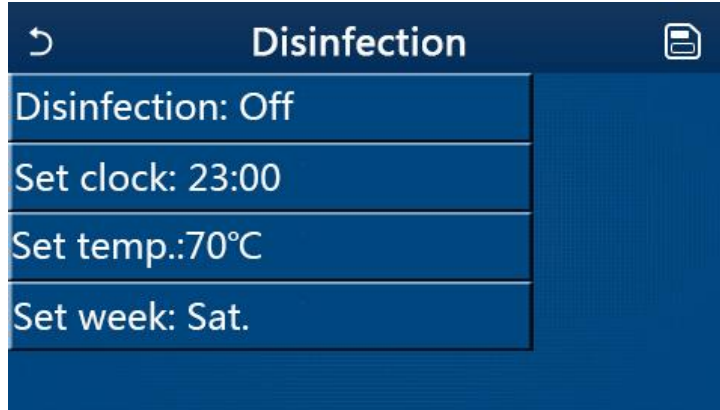 Disinfection
Disinfection: Off
Set clock: 23:00
Set temp.:70℃
Set week: Sat.